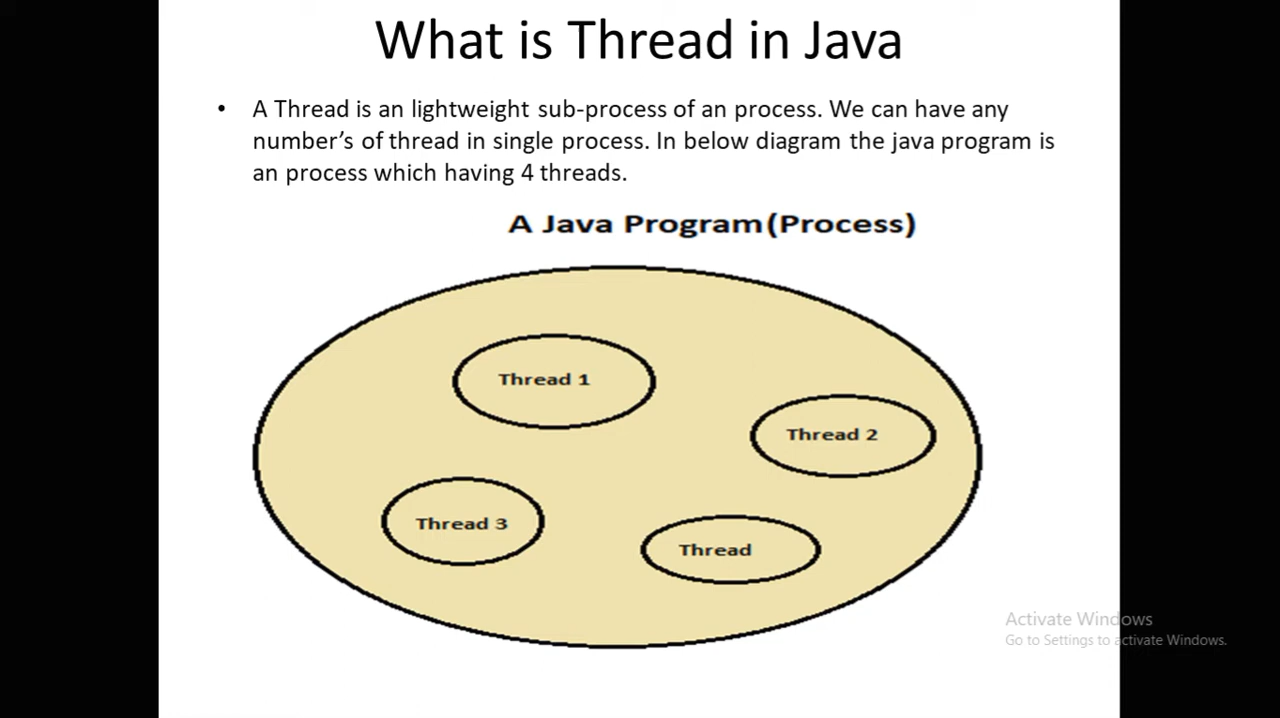 What is Thread in Java
• A Thread is an lightweight sub-process of an process. We can have any
number’s of thread in single process. In below diagram the java program is
an process which having 4 threads.
A Java Program(Process)
Thread 1
Thread 2
Thread 3
Thread
Activate Windows
Go to Settings to activate Windows.